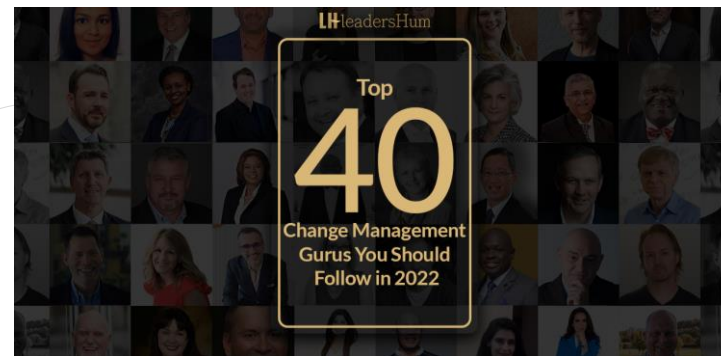 LHleadersHum
Top
40
Change Management
Gurus You Should
Follow in 2022